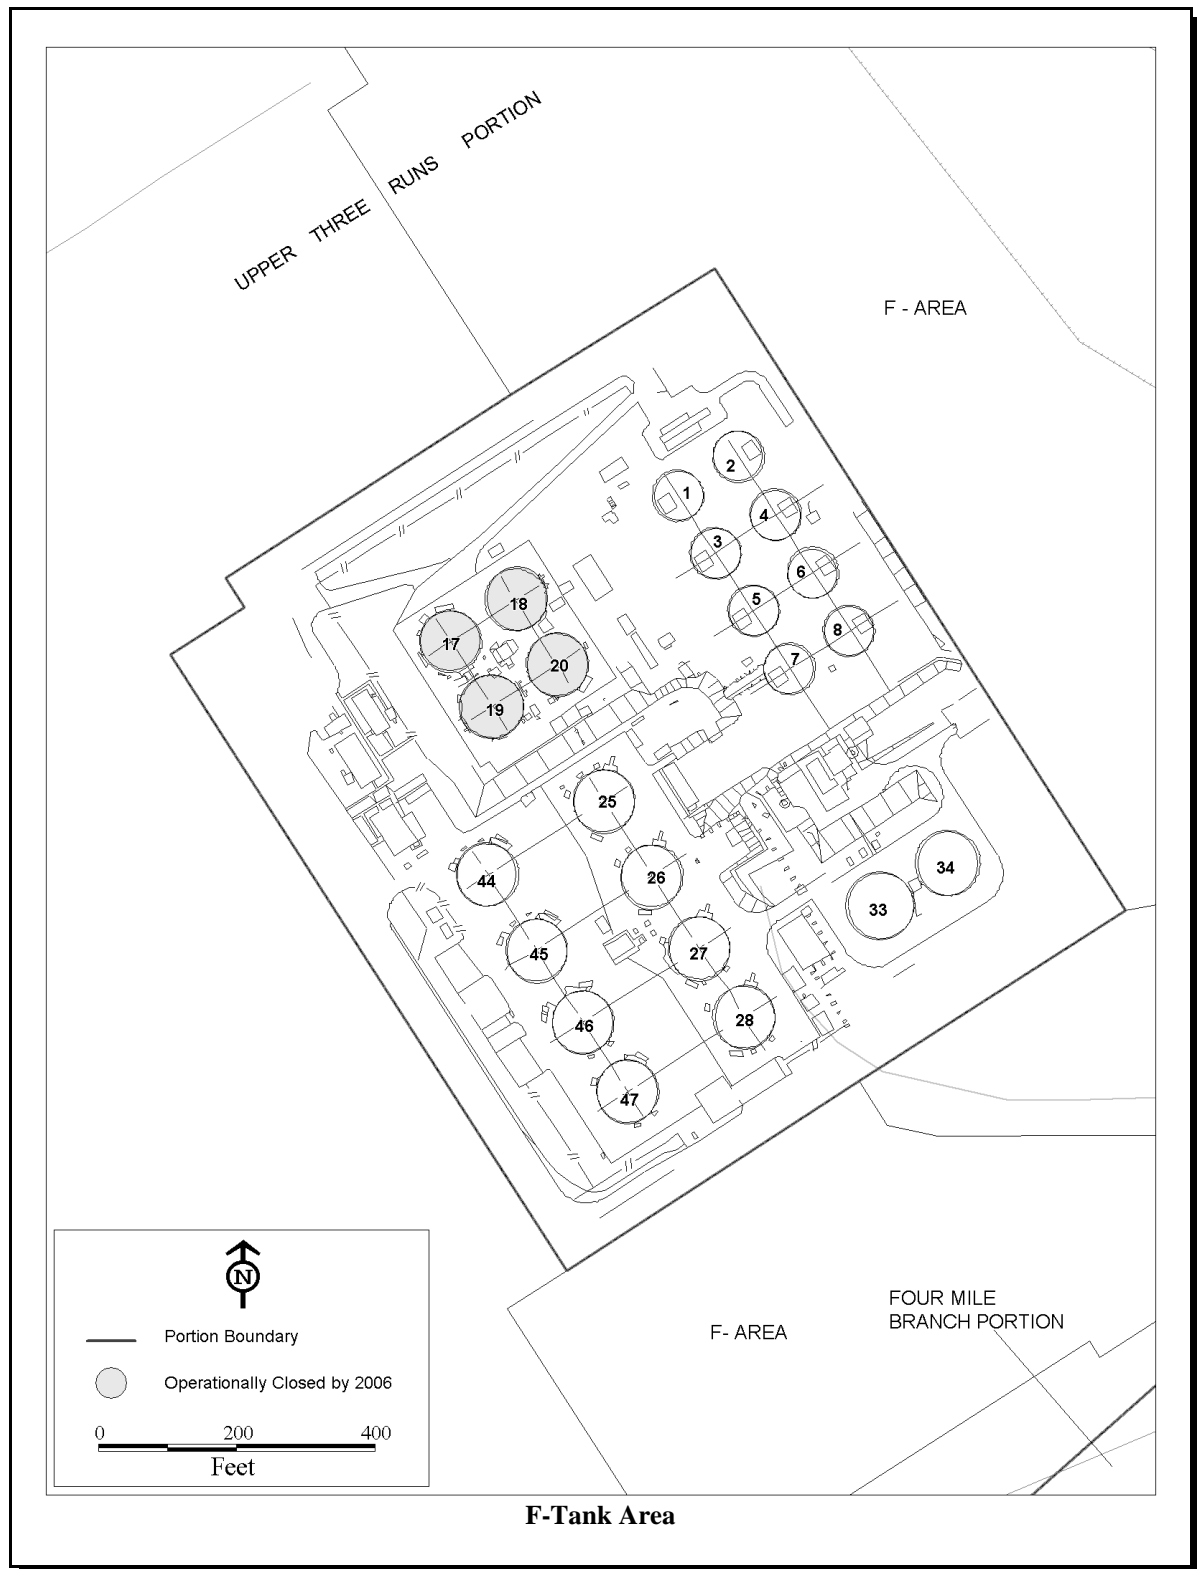 UPPER THREE RUNS PORTION
F - AREA
2
1
4
3
6
5
8
7
18
17
20
19
25
44
26
34
33
45
27
46
28
47
N
Portion Boundary
Operationally Closed by 2006
0 200 400
Feet
F- AREA
FOUR MILE
BRANCH PORTION
F-Tank Area